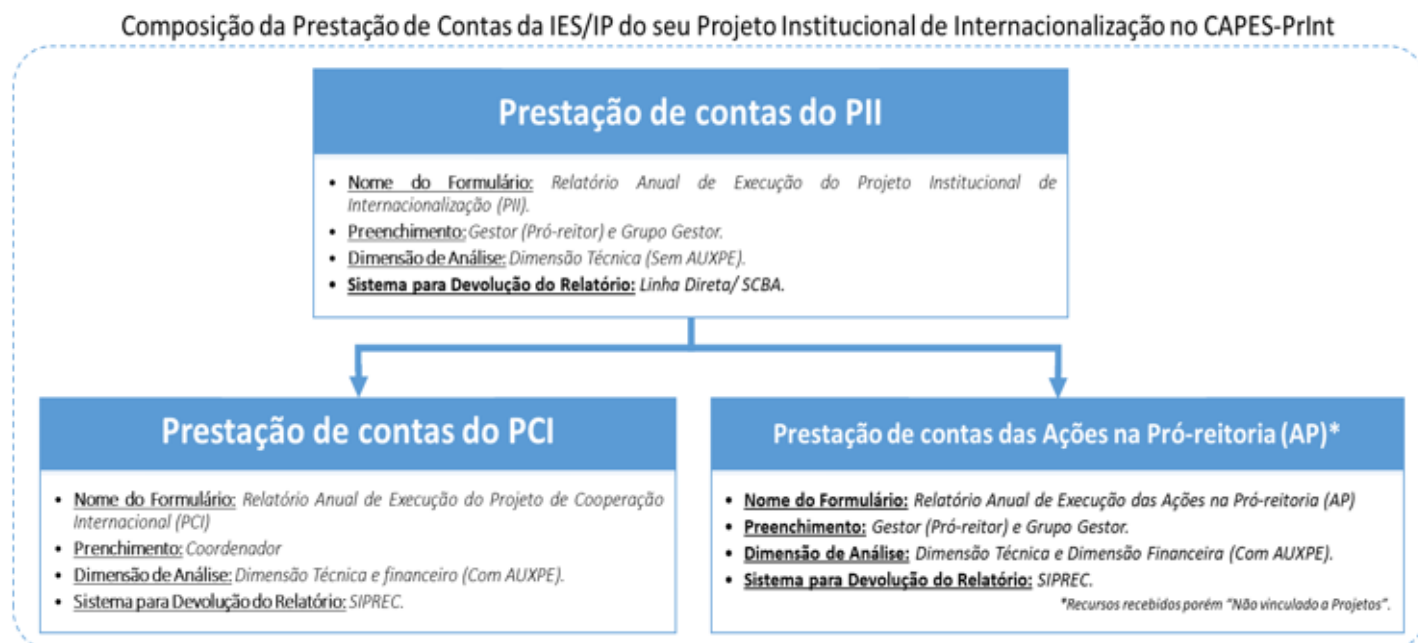 Composição da Prestação de Contas da IES/IP do seu Projeto Institucional de Internacionalização no CAPES-PrInt
Prestação de contas do PII
• Nome do Formulário: Relatório Anual de Execução do Projeto Institucional de
Internacionalização (PII).
• Preenchimento: Gestor (Pró-reitor) e Grupo Gestor.
• Dimensão de Análise: Dimensão Técnica (Sem AUXPE).
• Sistema para Devolução do Relatório: Linha Direta/ SCBA.
Prestação de contas do PCI
• Nome do Formulário: Relatório Anual de Execução do Projeto de Cooperação
Internacional (PCI)
• Prenchimento: Coordenador
• Dimensão de Análise: Dimensão Técnica e financeiro (Com AUXPE).
• Sistema para Devolução do Relatório: SIPREC.
Prestação de contas das Ações na Pró-reitoria (AP)*
• Nome do Formulário: Relatório Anual de Execução das Ações na Pró-reitoria (AP)
• Preenchimento: Gestor (Pró-reitor) e Grupo Gestor.
• Dimensão de Análise: Dimensão Técnica e Dimensão Financeira (Com AUXPE).
• Sistema para Devolução do Relatório: SIPREC.
*Recursos recebidos porém “Não vinculado a Projetos”.